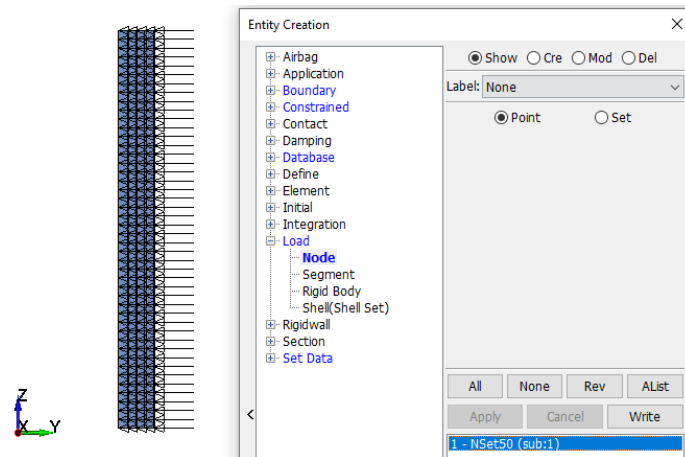 Entity Creation
Airbag
Application
Boundary
Constrained
Contact
Damping
Database
Define
Element
Initial
Integration
Load
Node
Segment
Rigid Body
Shell(Shell Set)
Rigidwall
Section
Set Data
Show Cre Mod Del
Label: None
Point Set
All None Rev AList
Apply Cancel Write
1 - NSet50 (sub:1)
Z
X Y